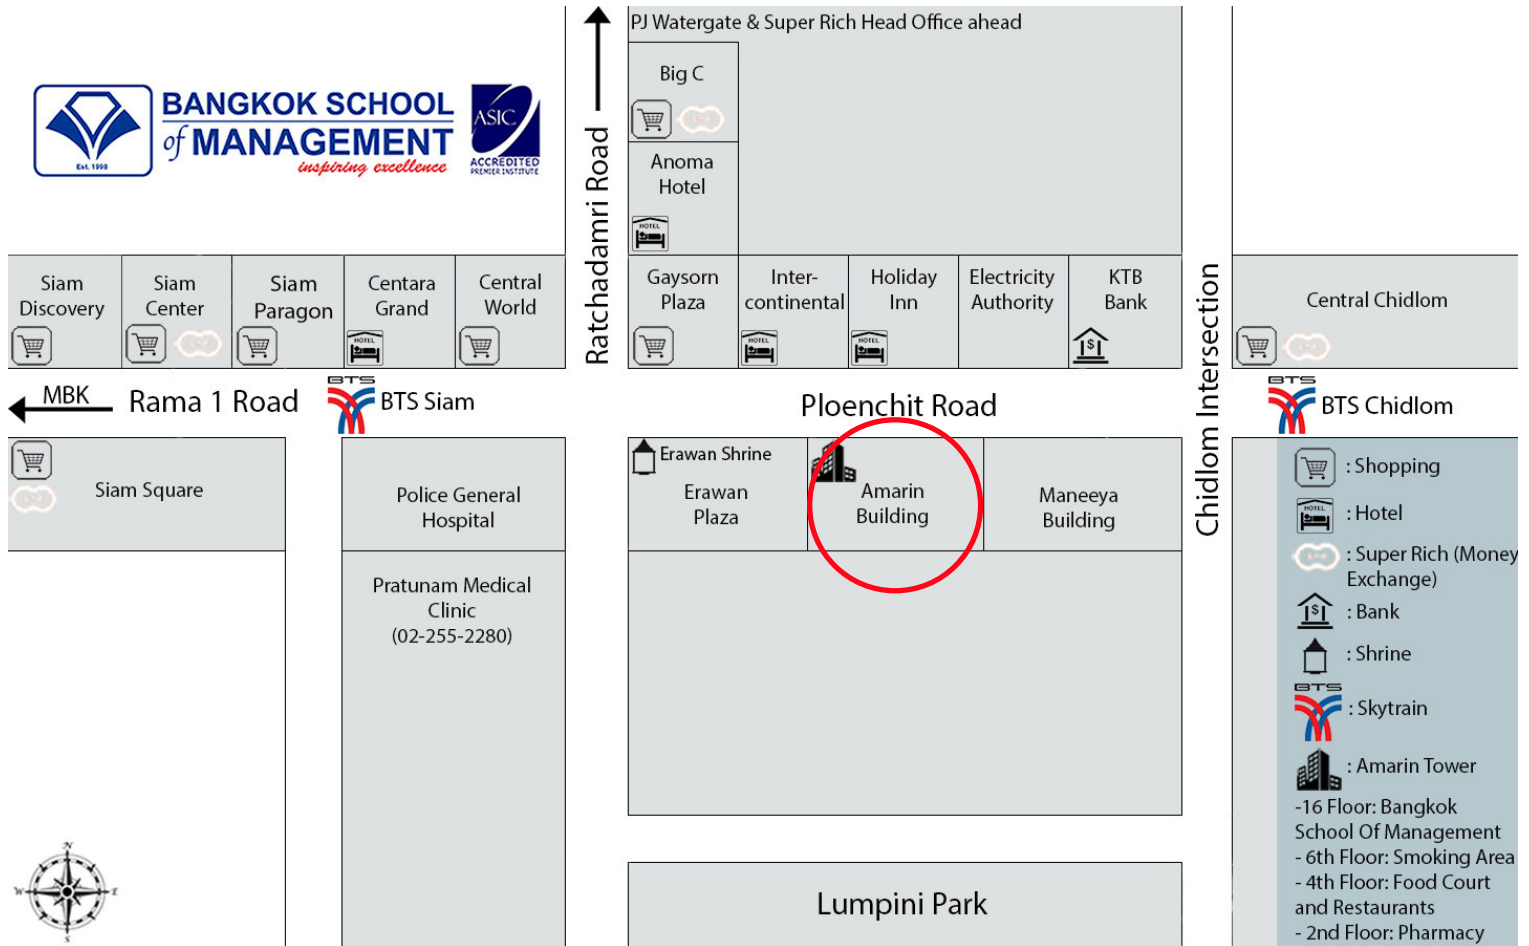 PJ Watergate & Super Rich Head Office ahead
BANGKOK SCHOOL
of MANAGEMENT
inspiring excellence
Est. 1998
ASIC
ACCREDITED
PREMIER INSTITUTE
Ratchadamri Road
Big C
Anoma
Hotel
HOTEL
Siam
Discovery
Siam
Center
Siam
Paragon
Centara
Grand
HOTEL
Central
World
Gaysorn
Plaza
Inter-
continental
HOTEL
Holiday
Inn
HOTEL
Electricity
Authority
KTB
Bank
$
Chidlom Intersection
Central Chidlom
MBK
Rama 1 Road
BTS
BTS Siam
Ploenchit Road
BTS
BTS Chidlom
Siam Square
Police General
Hospital
Erawan Shrine
Erawan
Plaza
Amarin
Building
Maneeya
Building
Pratunam Medical
Clinic
(02-255-2280)
Lumpini Park
: Shopping
HOTEL
: Hotel
: Super Rich (Money
Exchange)
$
: Bank
: Shrine
BTS
: Skytrain
: Amarin Tower
-16 Floor: Bangkok
School Of Management
- 6th Floor: Smoking Area
- 4th Floor: Food Court
and Restaurants
- 2nd Floor: Pharmacy
N
W
E
S